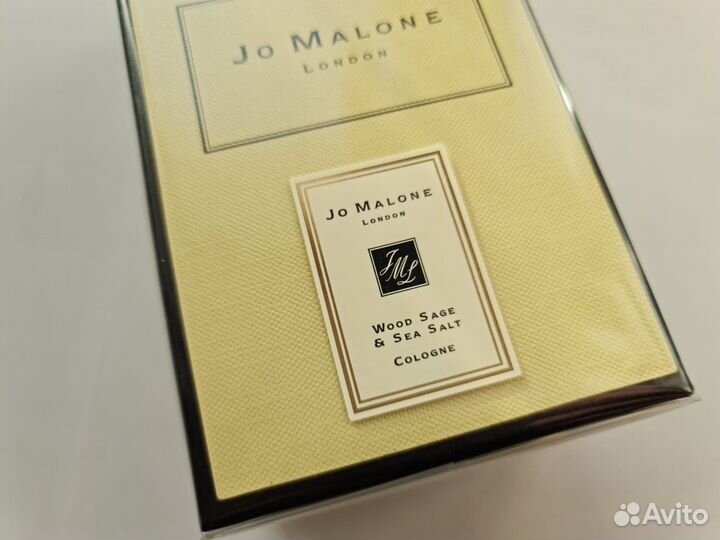 JO MALONE
LONDON
JO MALONE
LONDON
JML
WOOD SAGE
& SEA SALT
COLOGNE
Avito